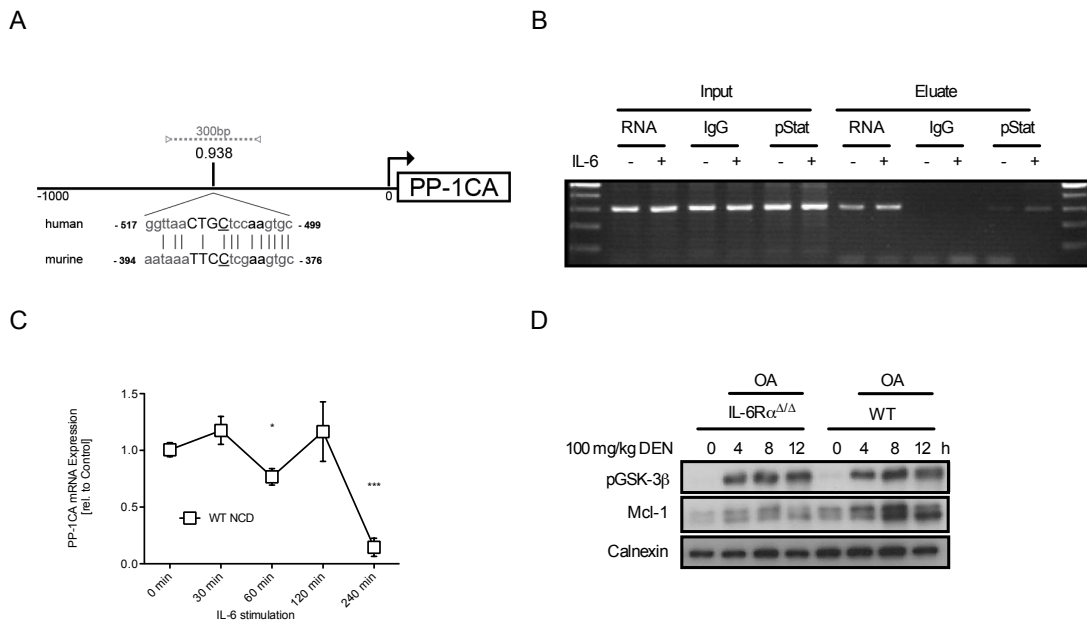 A
300bp
0.938
-1000
0
PP-1CA
human
- 517
ggttaaCTGCtccaagtgc
- 499
murine
- 394
aataaaTTCCtcgaagtgc
- 376
B
Input
Eluate
RNA
IgG
pStat
RNA
IgG
pStat
IL-6
- + - + - + - + - + - +
C
PP-1CA mRNA Expression
[rel. to Control]
1.5
1.0
0.5
0.0
*
***
WT NCD
0 min
30 min
60 min
120 min
240 min
IL-6 stimulation
D
OA
OA
IL-6RαΔ/Δ
WT
100 mg/kg DEN 0 4 8 12 0 4 8 12 h
pGSK-3β
Mcl-1
Calnexin